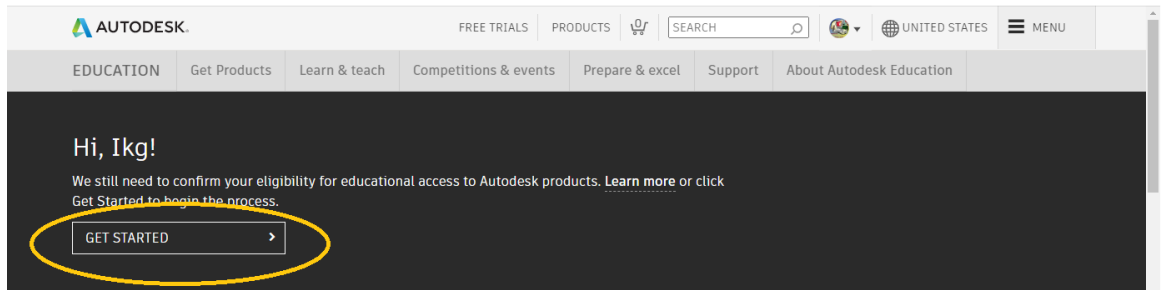 AUTODESK. FREE TRIALS PRODUCTS 0 SEARCH UNITED STATES MENU
EDUCATION Get Products Learn & teach Competitions & events Prepare & excel Support About Autodesk Education
Hi, Ikg!
We still need to confirm your eligibility for educational access to Autodesk products. Learn more or click
Get Started to begin the process.
GET STARTED